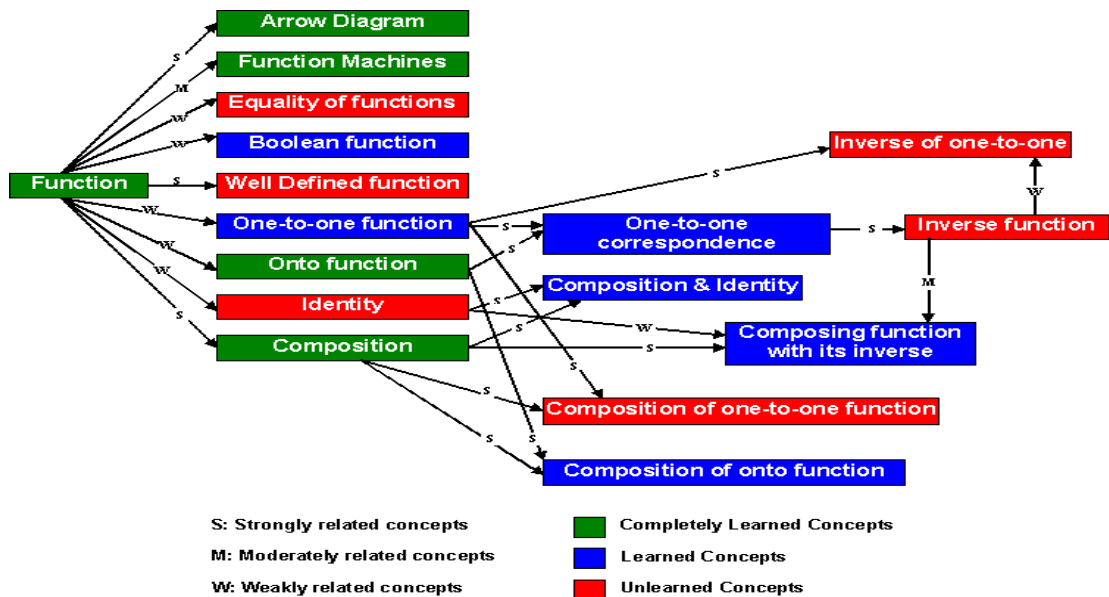 Arrow Diagram
S
Function Machines
M
Equality of functions
W
Boolean function
W
Inverse of one-to-one
S
Function
S
Well Defined function
W
W
One-to-one function
S
One-to-one
correspondence
S
Inverse function
W
Onto function
S
W
Composition & Identity
M
Identity
S
S
W
Composing function
with its inverse
S
Composition
S
S
S
Composition of one-to-one function
S
S
Composition of onto function
S: Strongly related concepts
Completely Learned Concepts
M: Moderately related concepts
Learned Concepts
W: Weakly related concepts
Unlearned Concepts